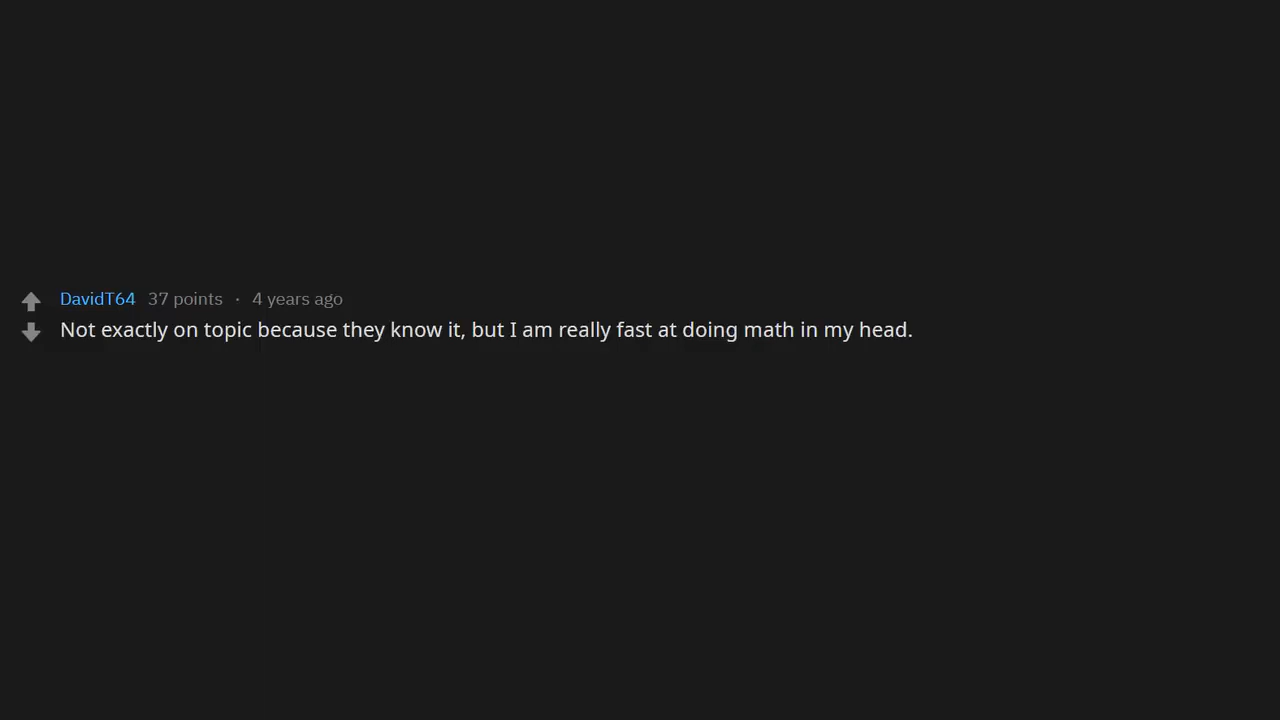 DavidT64 37 points · 4 years ago
Not exactly on topic because they know it, but I am really fast at doing math in my head.